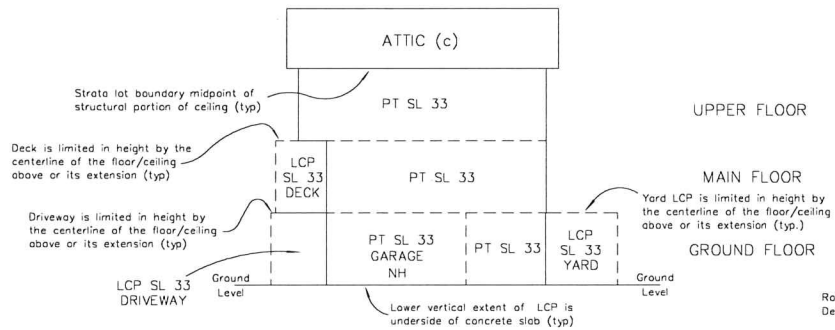 ATTIC (c)
Strata lot boundary midpoint of
structural portion of ceiling (typ)
PT SL 33
UPPER FLOOR
Deck is limited in height by the
centerline of the floor/ceiling
above or its extension (typ)
LCP
SL 33
DECK
PT SL 33
MAIN FLOOR
Yard LCP is limited in height by
the centerline of the floor/ceiling
above or its extension (typ.)
Driveway is limited in height by
the centerline of the floor/ceiling
above or its extension
(typ)
PT SL 33
GARAGE
NH
PT SL 33
LCP
SL 33
YARD
GROUND FLOOR
LCP SL 33
DRIVEWAY
Ground
Level
Ground
Level
Lower vertical extent of LCP is
underside of concrete slab (typ)
Ro
De